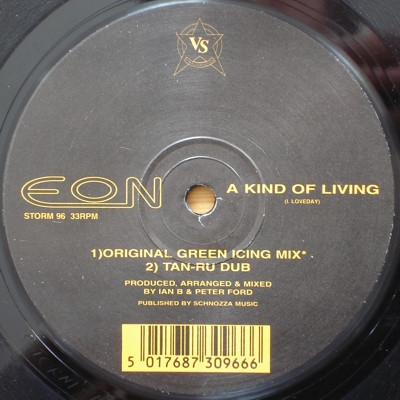 VS
EON
A KIND OF LIVING
(I. LOVEDAY)
STORM 96 33RPM
1)ORIGINAL GREEN ICING MIX*
2) TAN-RU DUB
PRODUCED, ARRANGED & MIXED
BY IAN B & PETER FORD
PUBLISHED BY SCHNOZZA MUSIC
5 017687 309666